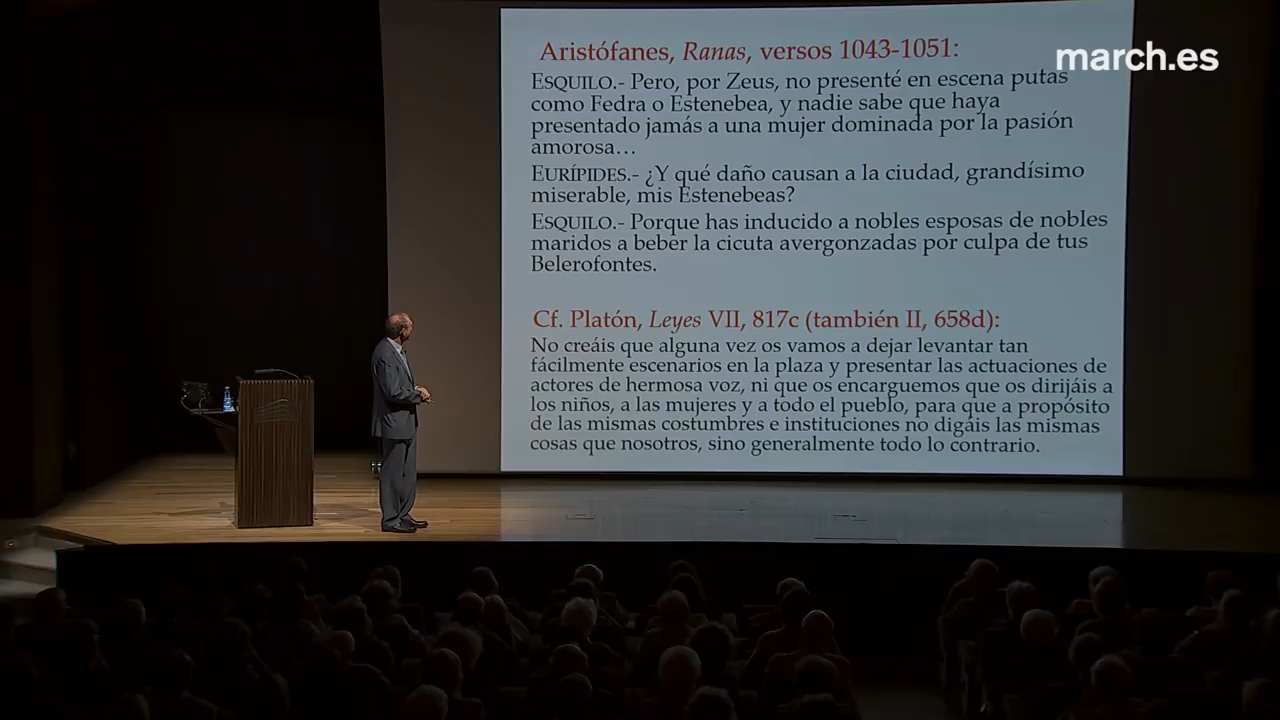 Aristófanes, Ranas, versos 1043-1051:
march.es
ESQUILO.- Pero, por Zeus, no presenté en escena putas
como Fedra o Estenebea, y nadie sabe que haya
presentado jamás a una mujer dominada por la pasión
amorosa…
EURÍPIDES.- ¿Y qué daño causan a la ciudad, grandísimo
miserable, mis Estenebeas?
ESQUILO.- Porque has inducido a nobles esposas de nobles
maridos a beber la cicuta avergonzadas por culpa de tus
Belerofontes.
Cf. Platón, Leyes VII, 817c (también II, 658d):
No creáis que alguna vez os vamos a dejar levantar tan
fácilmente escenarios en la plaza y presentar las actuaciones de
actores de hermosa voz, ni que os encarguemos que os dirijáis a
los niños, a las mujeres y a todo el pueblo, para que a propósito
de las mismas costumbres e instituciones no digáis las mismas
cosas que nosotros, sino generalmente todo lo contrario.